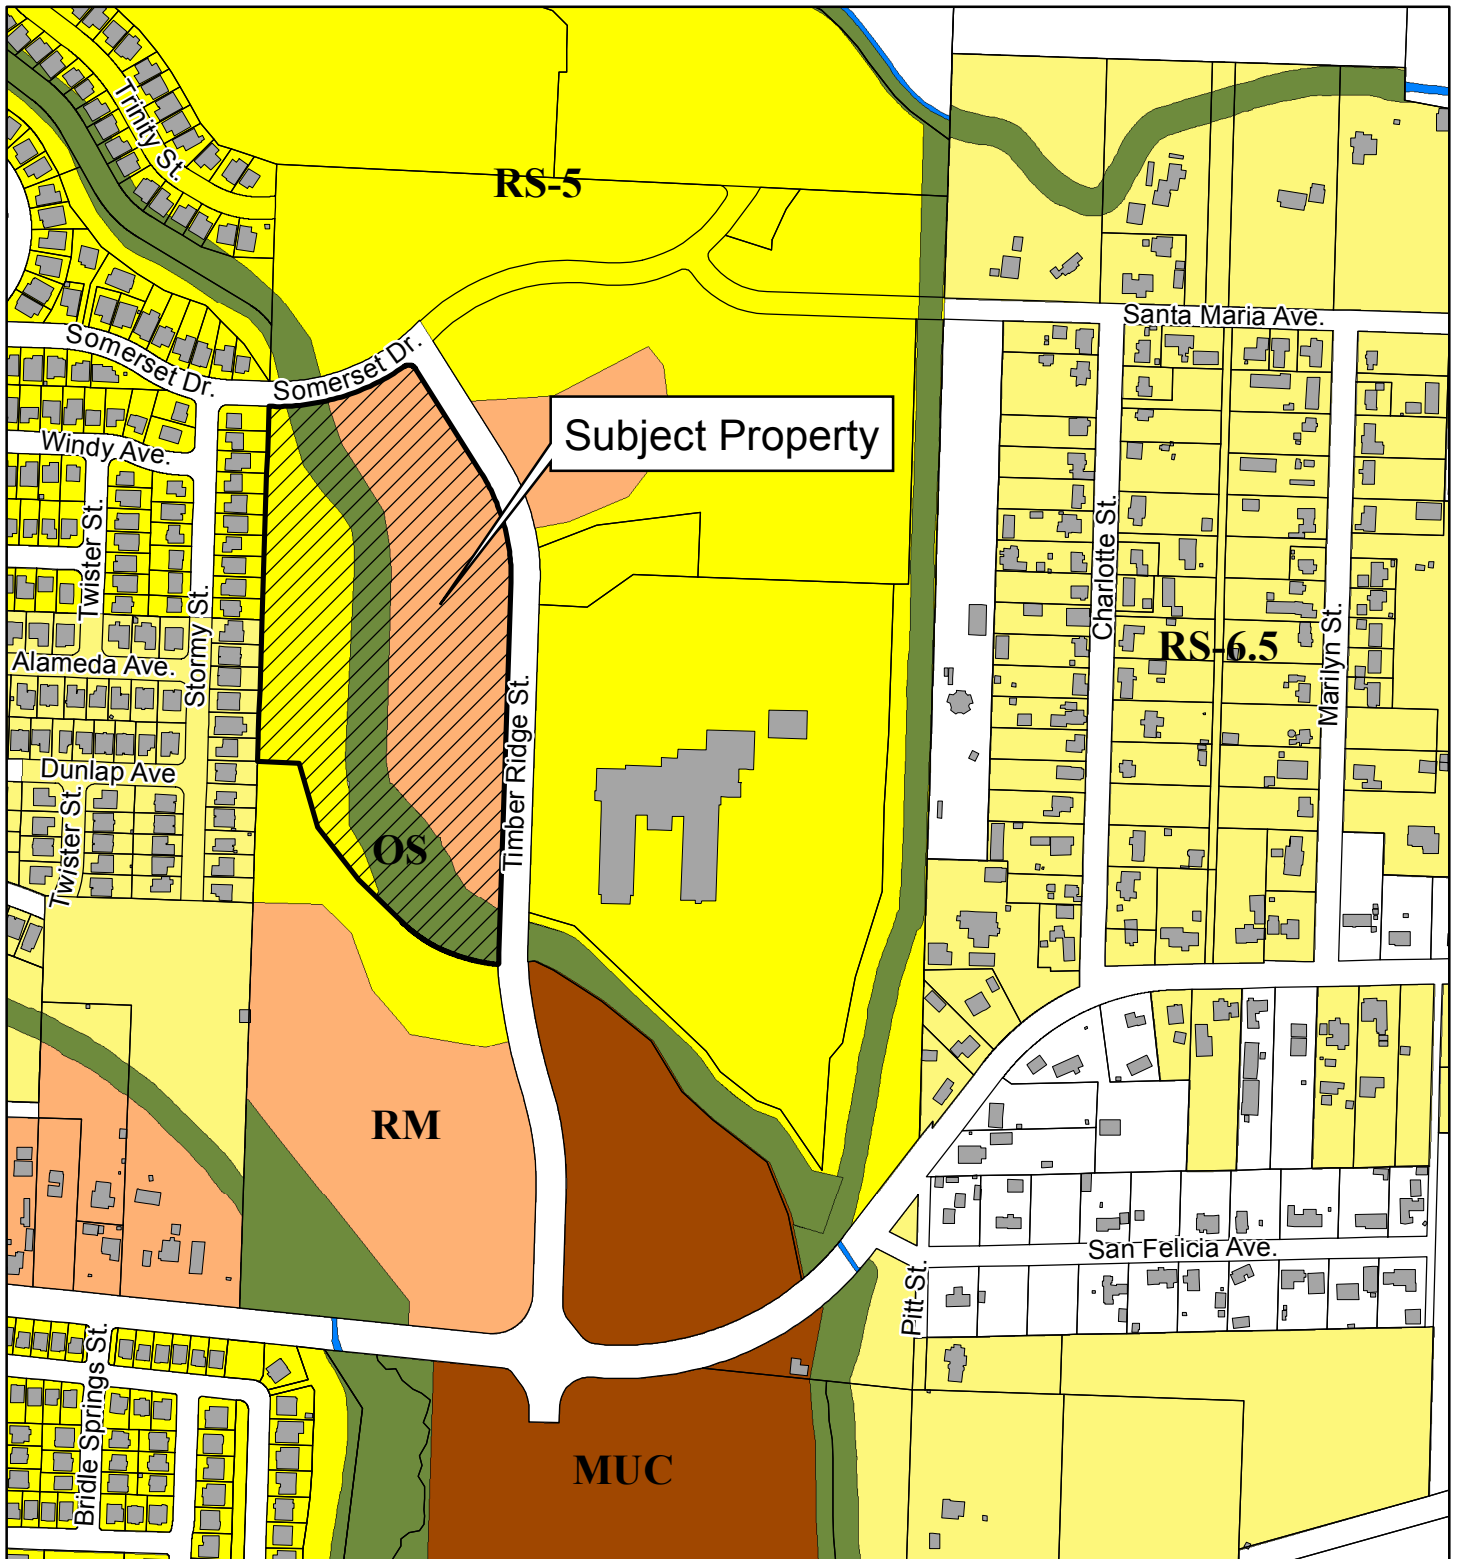 Trinity St.
RS-5
Santa Maria Ave.
Somerset Dr.
Somerset Dr.
Subject Property
Windy Ave.
Twister St.
Charlotte St.
Stormy St.
RS-6.5
Marilyn St.
Alameda Ave.
Timber Ridge St.
Dunlap Ave
Twister St.
OS
RM
San Felicia Ave.
Pitt St.
Bridle Springs St.
MUC